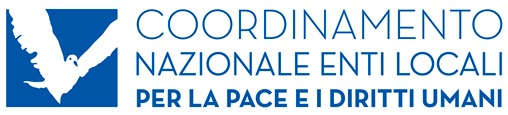 COORDINAMENTO
NAZIONALE ENTI LOCALI
PER LA PACE E I DIRITTI UMANI